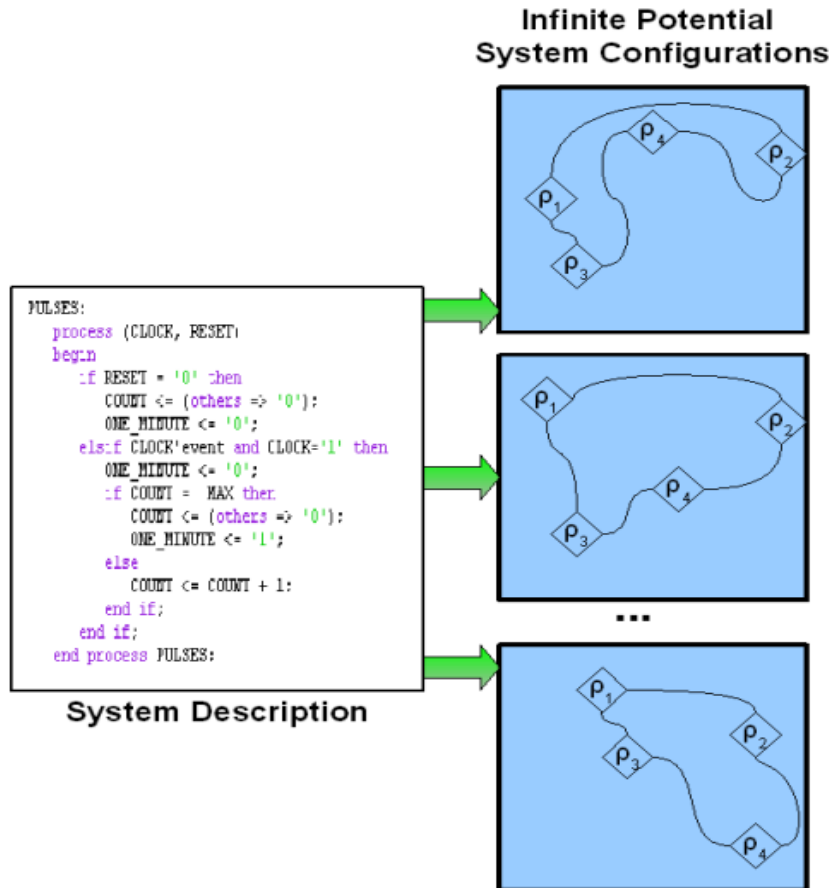 Infinite Potential
System Configurations
ρ1
ρ4
ρ2
ρ3
PULSES:
process (CLOCK, RESET)
begin
if RESET = '0' then
COUNT <= (others => '0');
ONE_MINUTE <= '0';
elsif CLOCK'event and CLOCK='1' then
ONE_MINUTE <= '0';
if COUNT = MAX then
COUNT <= (others => '0');
ONE_MINUTE <= '1';
else
COUNT <= COUNT + 1;
end if;
end if;
end process PULSES;
System Description
ρ1
ρ2
ρ4
ρ3
...
ρ1
ρ2
ρ3
ρ4